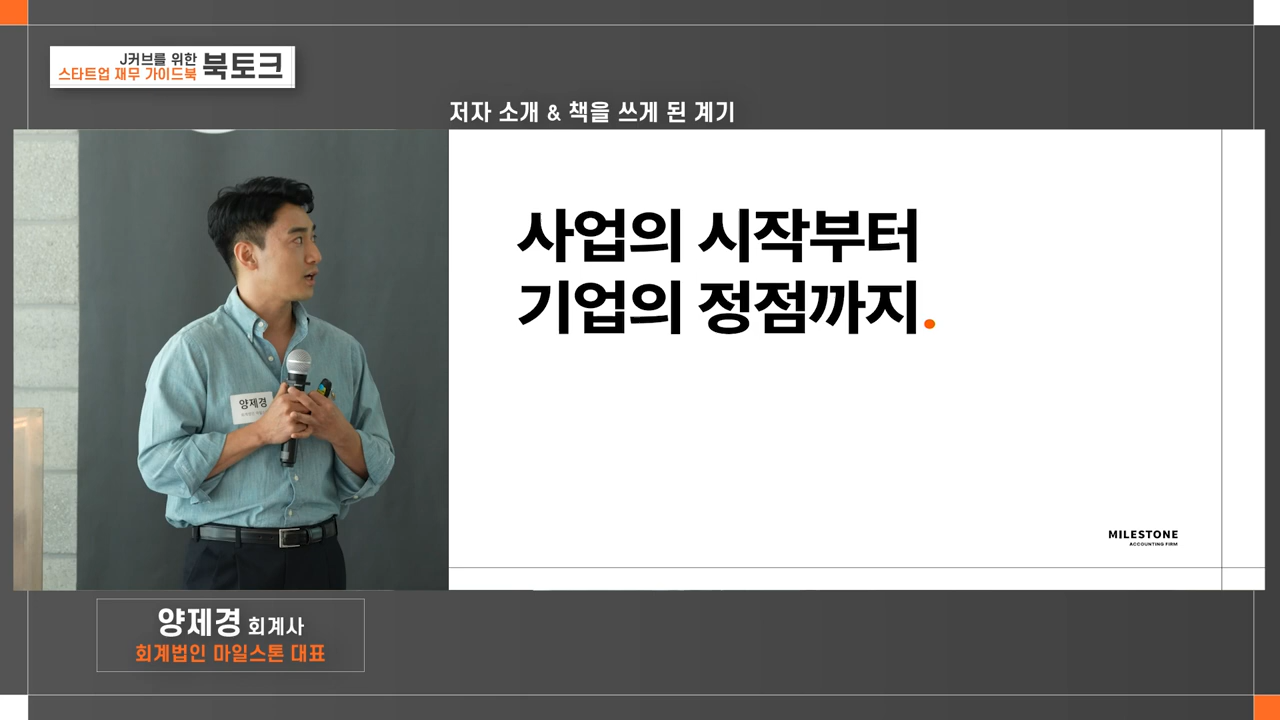 J커브를 위한
스타트업 재무 가이드북
북토크
저자 소개 & 책을 쓰게 된 계기
사업의 시작부터
기업의 정점까지.
양제경
MILESTONE
ACCOUNTING FIRM
양제경 회계사
회계법인 마일스톤 대표